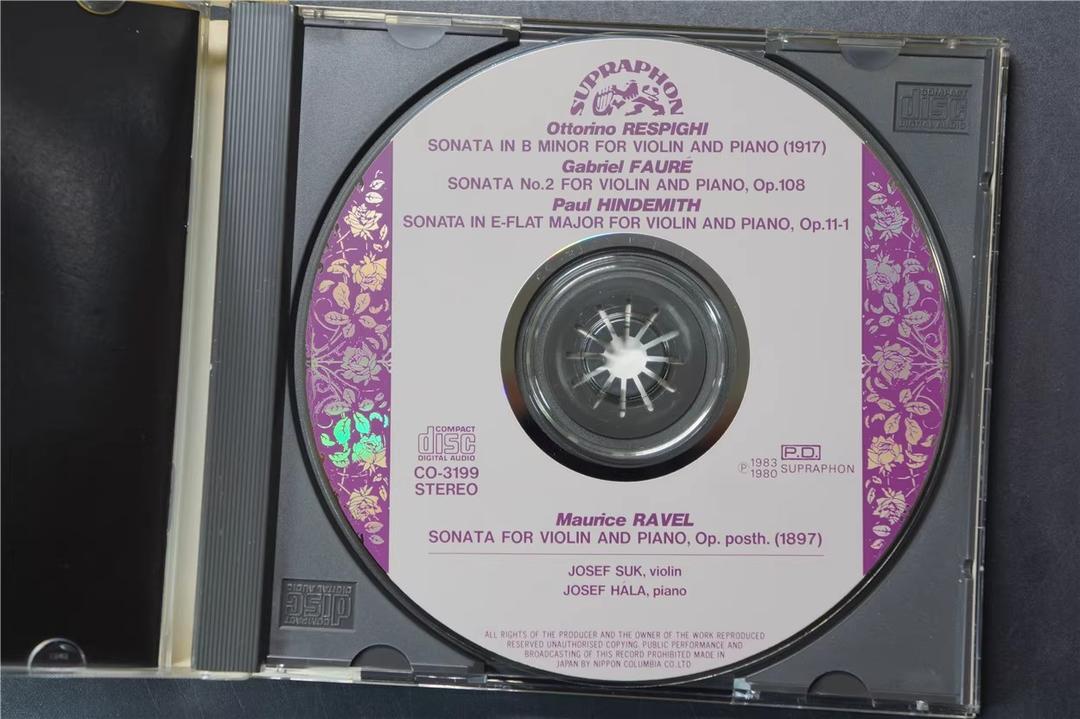 SUPRAPHON
Ottorino RESPIGHI
SONATA IN B MINOR FOR VIOLIN AND PIANO (1917)
Gabriel FAURÉ
SONATA No.2 FOR VIOLIN AND PIANO, Op.108
Paul HINDEMITH
SONATA IN E-FLAT MAJOR FOR VIOLIN AND PIANO, Op.11-1
COMPACT
disc
DIGITAL AUDIO
CO-3199
STEREO
P.D.
℗ 1983
1980 SUPRAPHON
Maurice RAVEL
SONATA FOR VIOLIN AND PIANO, Op. posth. (1897)
JOSEF SUK, violin
JOSEF HÁLA, piano
ALL RIGHTS OF THE PRODUCER AND THE OWNER OF THE WORK REPRODUCED
RESERVED UNAUTHORISED COPYING, PUBLIC PERFORMANCE AND
BROADCASTING OF THIS RECORD PROHIBITED MADE IN
JAPAN BY NIPPON COLUMBIA CO.LTD
COMPACT
disc
DIGITAL AUDIO
COMPACT
disc
DIGITAL AUDIO